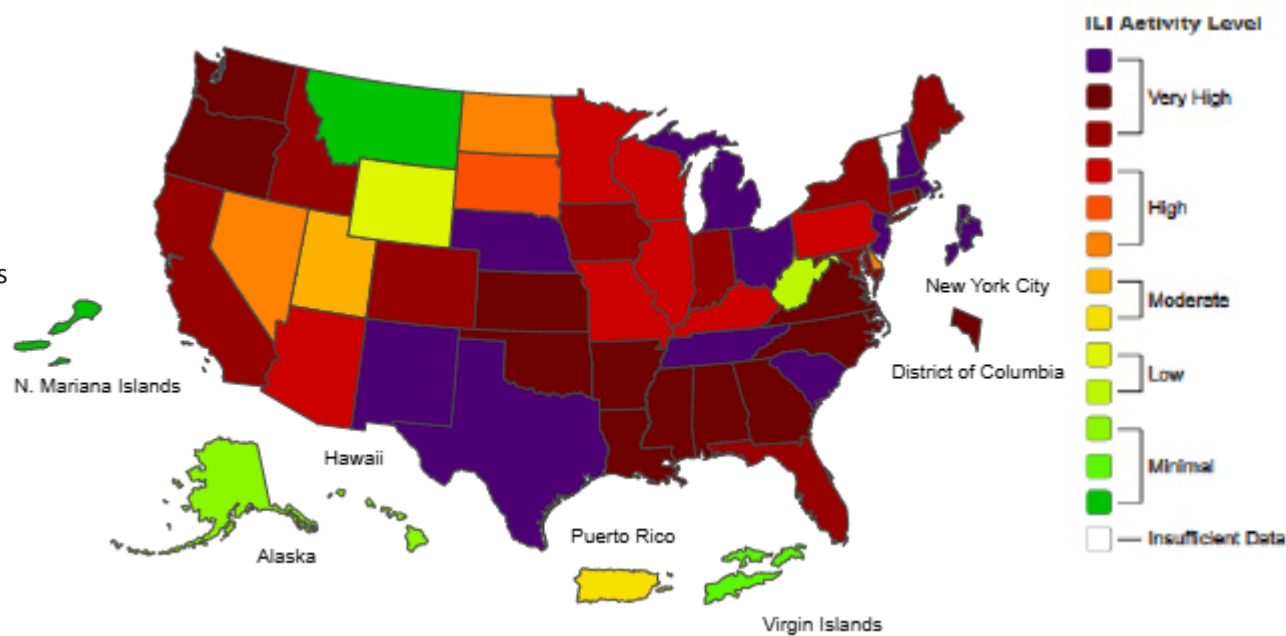 ILI Activity Level
Very High
High
Moderate
Low
Minimal
Insufficient Data
s
N. Mariana Islands
New York City
District of Columbia
Hawaii
Alaska
Puerto Rico
Virgin Islands